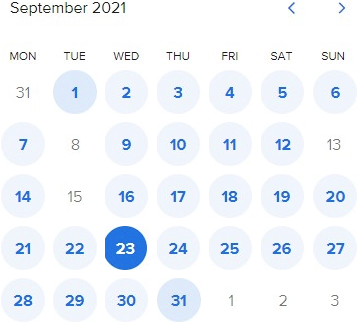 September 2021
MON TUE WED THU FRI SAT SUN
31 1 2 3 4 5 6
7 8 9 10 11 12 13
14 15 16 17 18 19 20
21 22 23 24 25 26 27
28 29 30 31 1 2 3